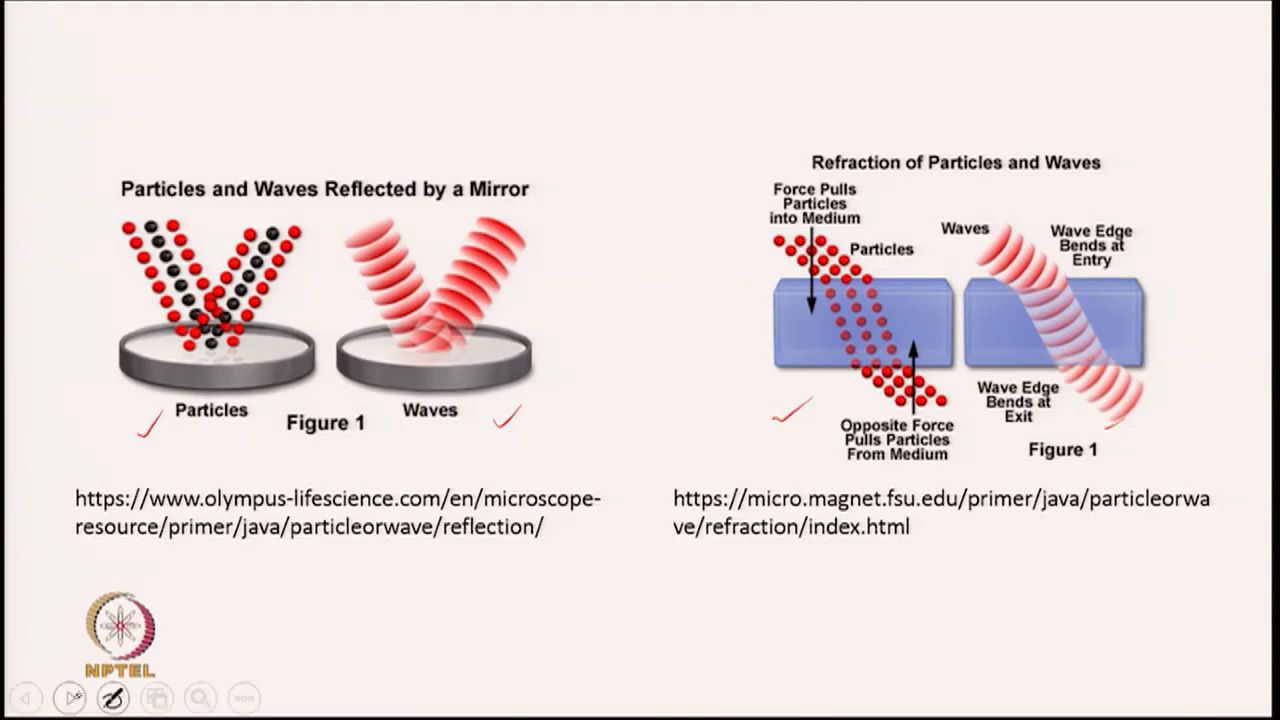 Particles and Waves Reflected by a Mirror
Particles
Waves
Figure 1
https://www.olympus-lifescience.com/en/microscope-
resource/primer/java/particleorwave/reflection/
Refraction of Particles and Waves
Force Pulls
Particles
into Medium
Particles
Waves
Wave Edge
Bends at
Entry
Wave Edge
Bends at
Exit
Opposite Force
Pulls Particles
From Medium
Figure 1
https://micro.magnet.fsu.edu/primer/java/particleorwa
ve/refraction/index.html
NPTEL